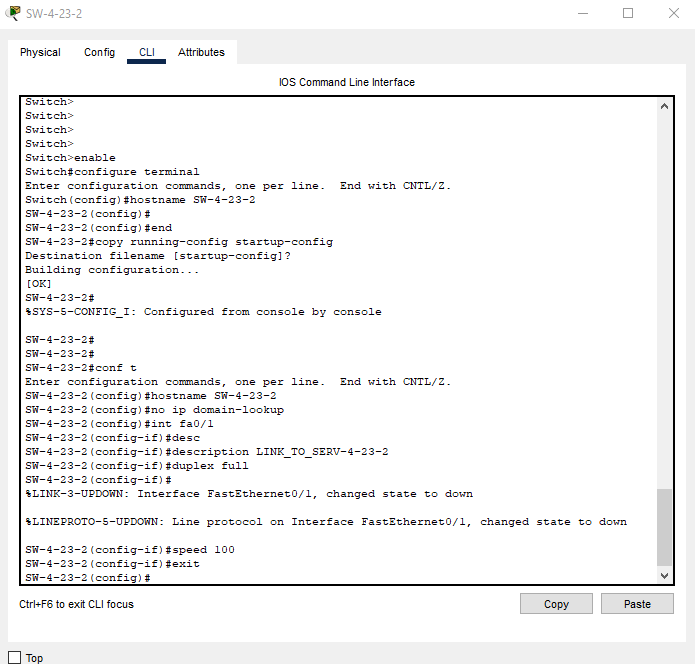 SW-4-23-2
Physical Config CLI Attributes
IOS Command Line Interface
Switch>
Switch>
Switch>
Switch>
Switch>enable
Switch#configure terminal
Enter configuration commands, one per line.  End with CNTL/Z.
Switch(config)#hostname SW-4-23-2
SW-4-23-2(config)#
SW-4-23-2(config)#end
SW-4-23-2#copy running-config startup-config
Destination filename [startup-config]?
Building configuration...
[OK]
SW-4-23-2#
%SYS-5-CONFIG_I: Configured from console by console
SW-4-23-2#
SW-4-23-2#
SW-4-23-2#conf t
Enter configuration commands, one per line.  End with CNTL/Z.
SW-4-23-2(config)#hostname SW-4-23-2
SW-4-23-2(config)#no ip domain-lookup
SW-4-23-2(config)#int fa0/1
SW-4-23-2(config-if)#desc
SW-4-23-2(config-if)#description LINK_TO_SERV-4-23-2
SW-4-23-2(config-if)#duplex full
SW-4-23-2(config-if)#
%LINK-3-UPDOWN: Interface FastEthernet0/1, changed state to down
%LINEPROTO-5-UPDOWN: Line protocol on Interface FastEthernet0/1, changed state to down
SW-4-23-2(config-if)#speed 100
SW-4-23-2(config-if)#exit
SW-4-23-2(config)#
Ctrl+F6 to exit CLI focus
Copy Paste
Top